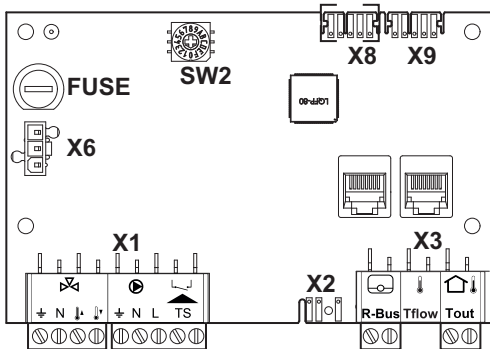 X8
X9
SW2
FUSE
LQFP-80
X6
X1
X3
X2
N
N L TS
R-Bus Tflow Tout